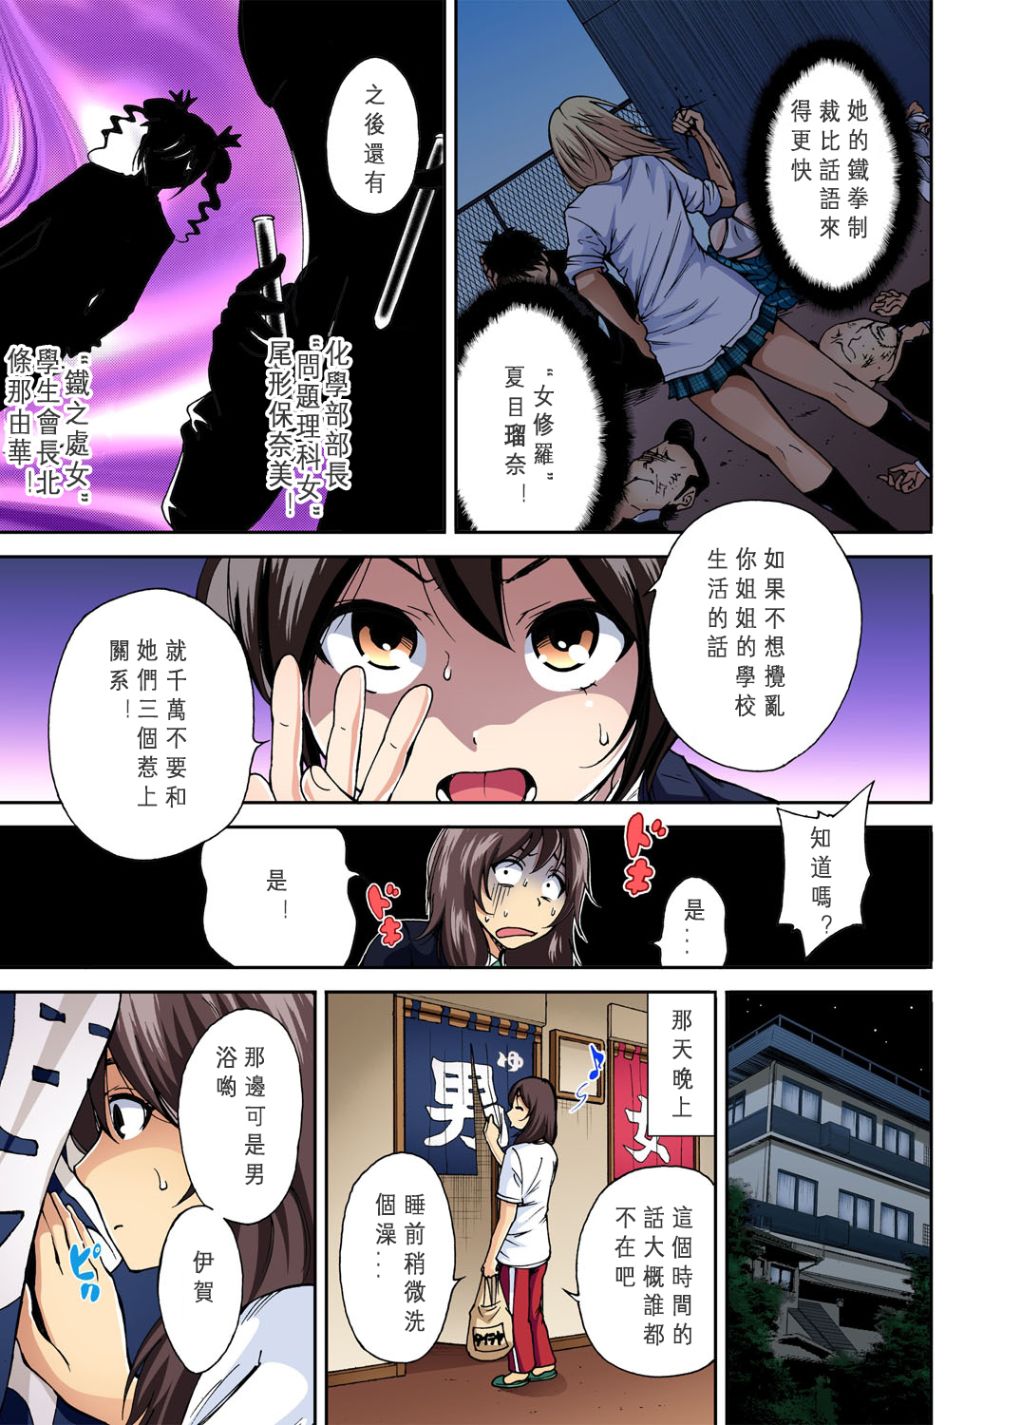 她的鐵拳制
裁比話語來
得更快
“女修羅”
夏目瑠奈！
之後還有
化學部部長
“問題理科女”
尾形保奈美！
“鐵之處女”
學生會長北
條那由華！
如果不想攪亂
你姐姐的學校
生活的話
就千萬不要和
她們三個惹上
關系！
知道嗎？
ドキ
是…
ドキ
是！
那天晚上
ゆ
男
女
這個時間的
話大概誰都
不在吧
睡前稍微洗
個澡…
那邊可是男
浴喲
伊賀
ピク